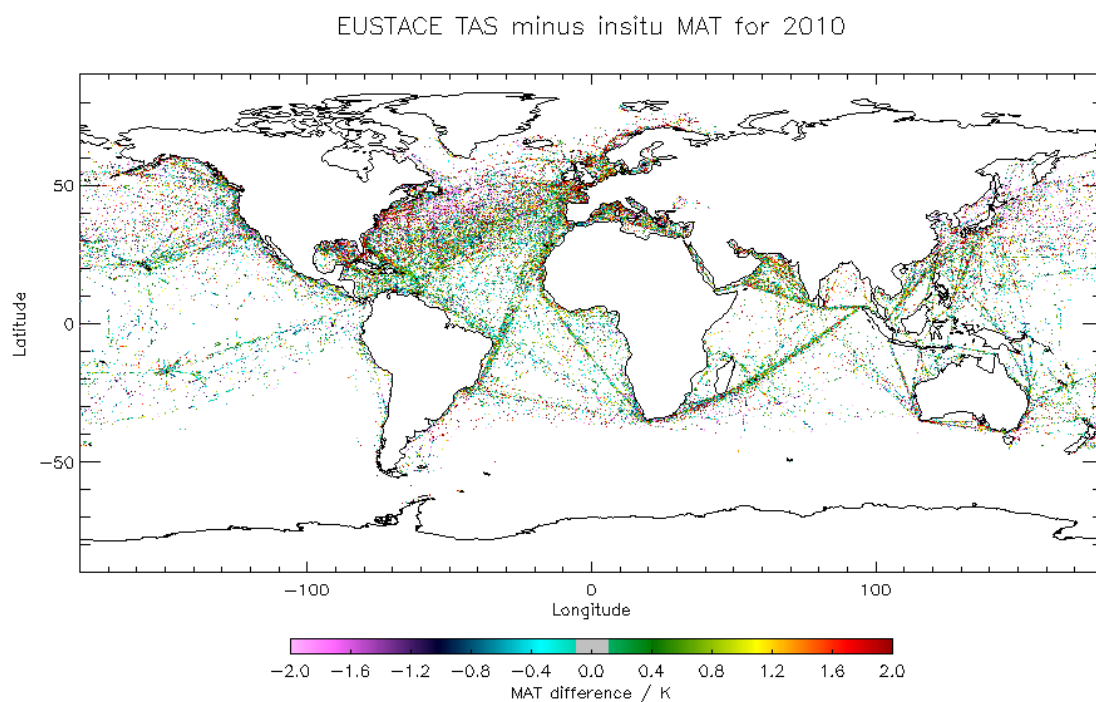 EUSTACE TAS minus insitu MAT for 2010
50
0
−50
Latitude
−100 0 100
Longitude
−2.0 −1.6 −1.2 −0.8 −0.4 0.0 0.4 0.8 1.2 1.6 2.0
MAT difference / K